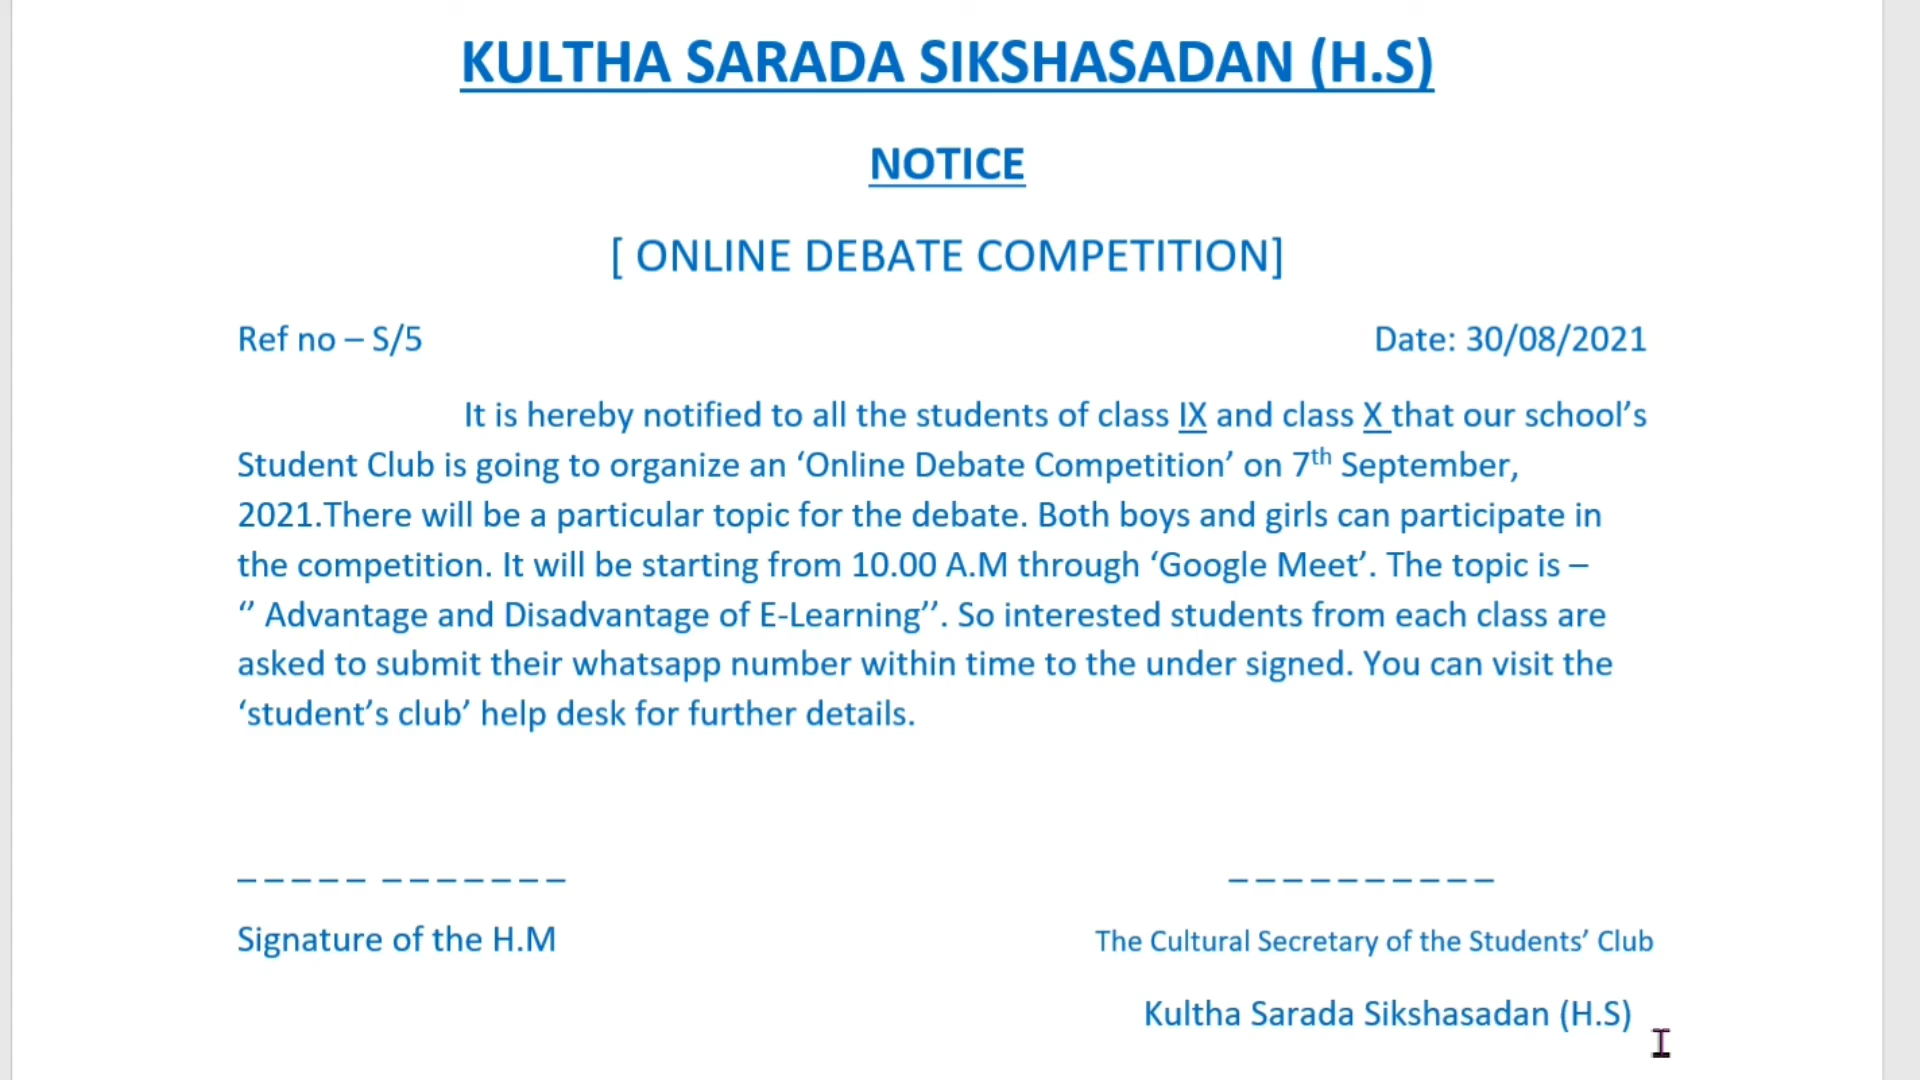 KULTHA SARADA SIKSHASADAN (H.S)
NOTICE
[ ONLINE DEBATE COMPETITION]
Ref no – S/5 Date: 30/08/2021
It is hereby notified to all the students of class IX and class X that our school’s
Student Club is going to organize an ‘Online Debate Competition’ on 7th September,
2021.There will be a particular topic for the debate. Both boys and girls can participate in
the competition. It will be starting from 10.00 A.M through ‘Google Meet’. The topic is –
‘’ Advantage and Disadvantage of E-Learning’’. So interested students from each class are
asked to submit their whatsapp number within time to the under signed. You can visit the
‘student’s club’ help desk for further details.
_ _ _ _ _ _ _ _ _ _ _ _ _ _ _ _ _ _ _ _ _ _
Signature of the H.M The Cultural Secretary of the Students’ Club
Kultha Sarada Sikshasadan (H.S)